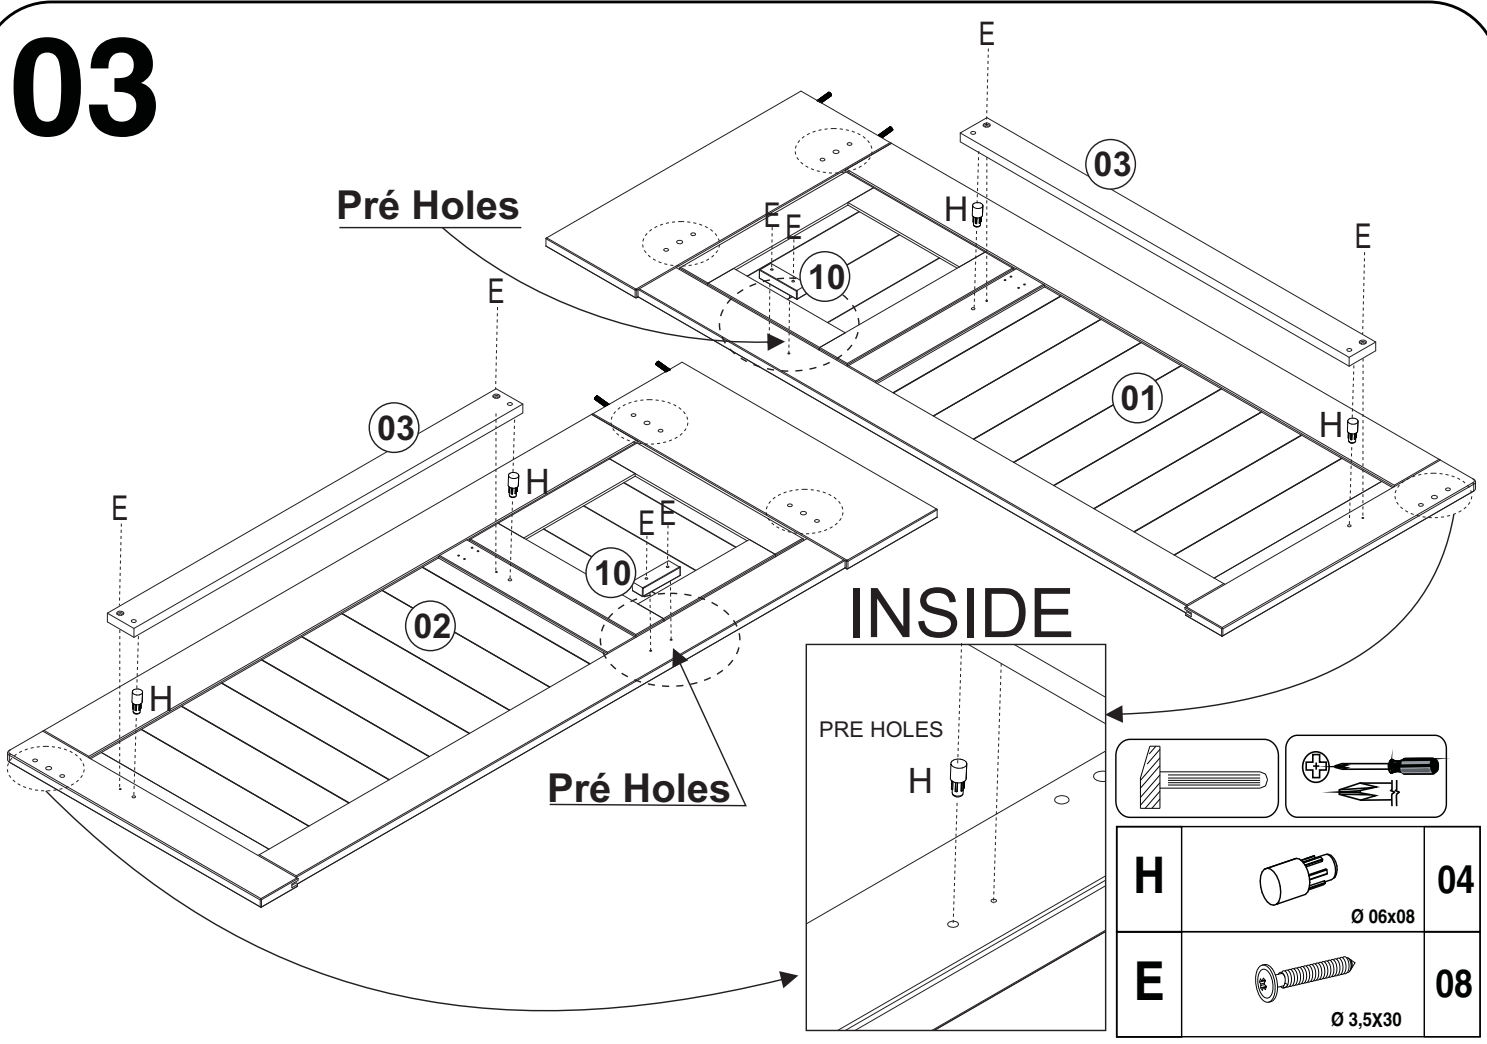 03
E
03
Pré Holes
H
E
E
E
10
E
01
H
03
H
E
E
E
10
02
H
INSIDE
PRE HOLES
H
Pré Holes
H
Ø 06x08
04
E
Ø 3,5X30
08